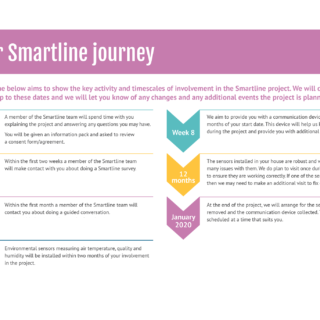 Smartline journey
e below aims to show the key activity and timescales of involvement in the Smartline project. We will
p to these dates and we will let you know of any changes and any additional events the project is
A member of the Smartline team will spend time with you
explaining the project and answering questions you may have.
You will be given an information pack and asked to review
a consent form/agreement.
Within the first two weeks a member of the Smartline team
will make contact with you about doing a Smartline survey
Within the first month a member of the Smartline team will
contact you about doing a guided conversation.
Environmental sensors measuring air temperature, quality and
humidity will be installed within two months of your involvement
in the project.
Week 8
12
months
January
2020
We aim to provide you with a communication
months of your start date. This device will help us
during the project and provide you with additional
The sensors installed in your house are robust and
many issues with them. We do plan to visit once
to ensure they are working correctly. If one of the
then we may need to make an additional visit to fix
At the end of the project, we will arrange for the
removed and the communication device collected.
scheduled at a time that suits you.